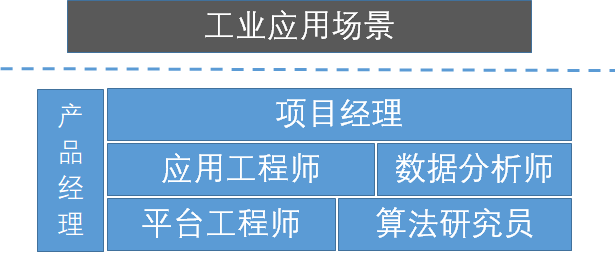 工业应用场景
产品经理
项目经理
应用工程师
数据分析师
平台工程师
算法研究员